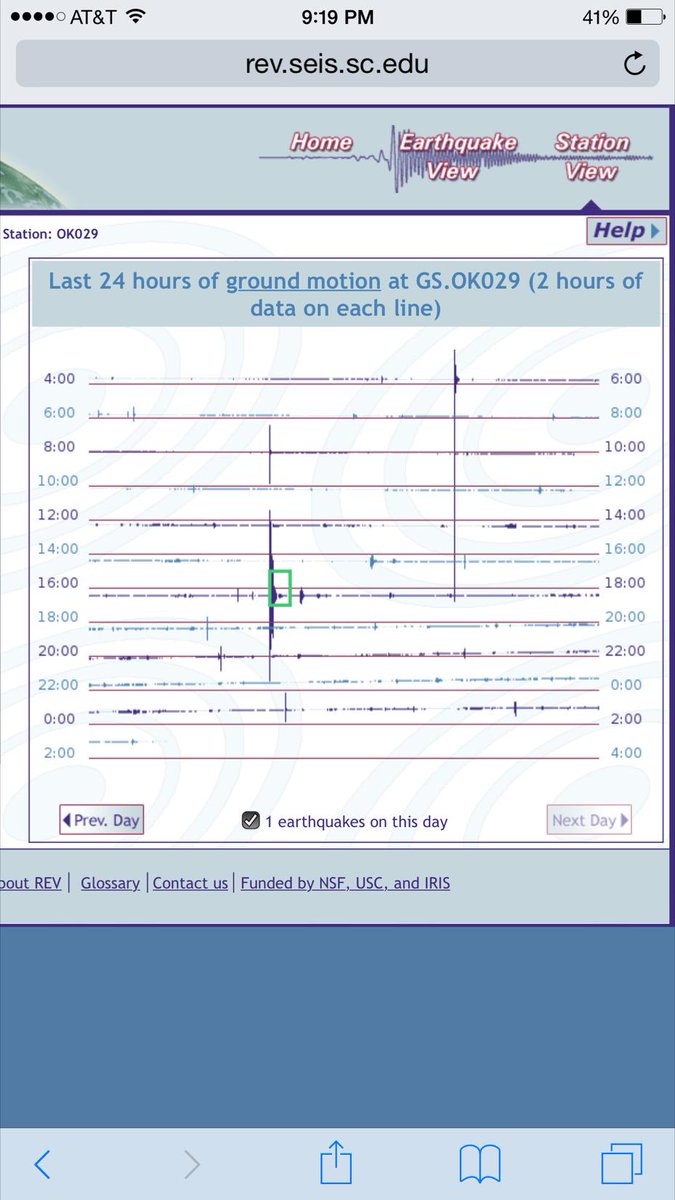 AT&T 9:19 PM 41%
rev.seis.sc.edu
Home Earthquake View Station View
Station: OK029
Help
Last 24 hours of ground motion at GS.OK029 (2 hours of
data on each line)
4:00 6:00
6:00 8:00
8:00 10:00
10:00 12:00
12:00 14:00
14:00 16:00
16:00 18:00
18:00 20:00
20:00 22:00
22:00 0:00
0:00 2:00
2:00 4:00
Prev. Day 1 earthquakes on this day Next Day
out REV | Glossary | Contact us | Funded by NSF, USC, and IRIS